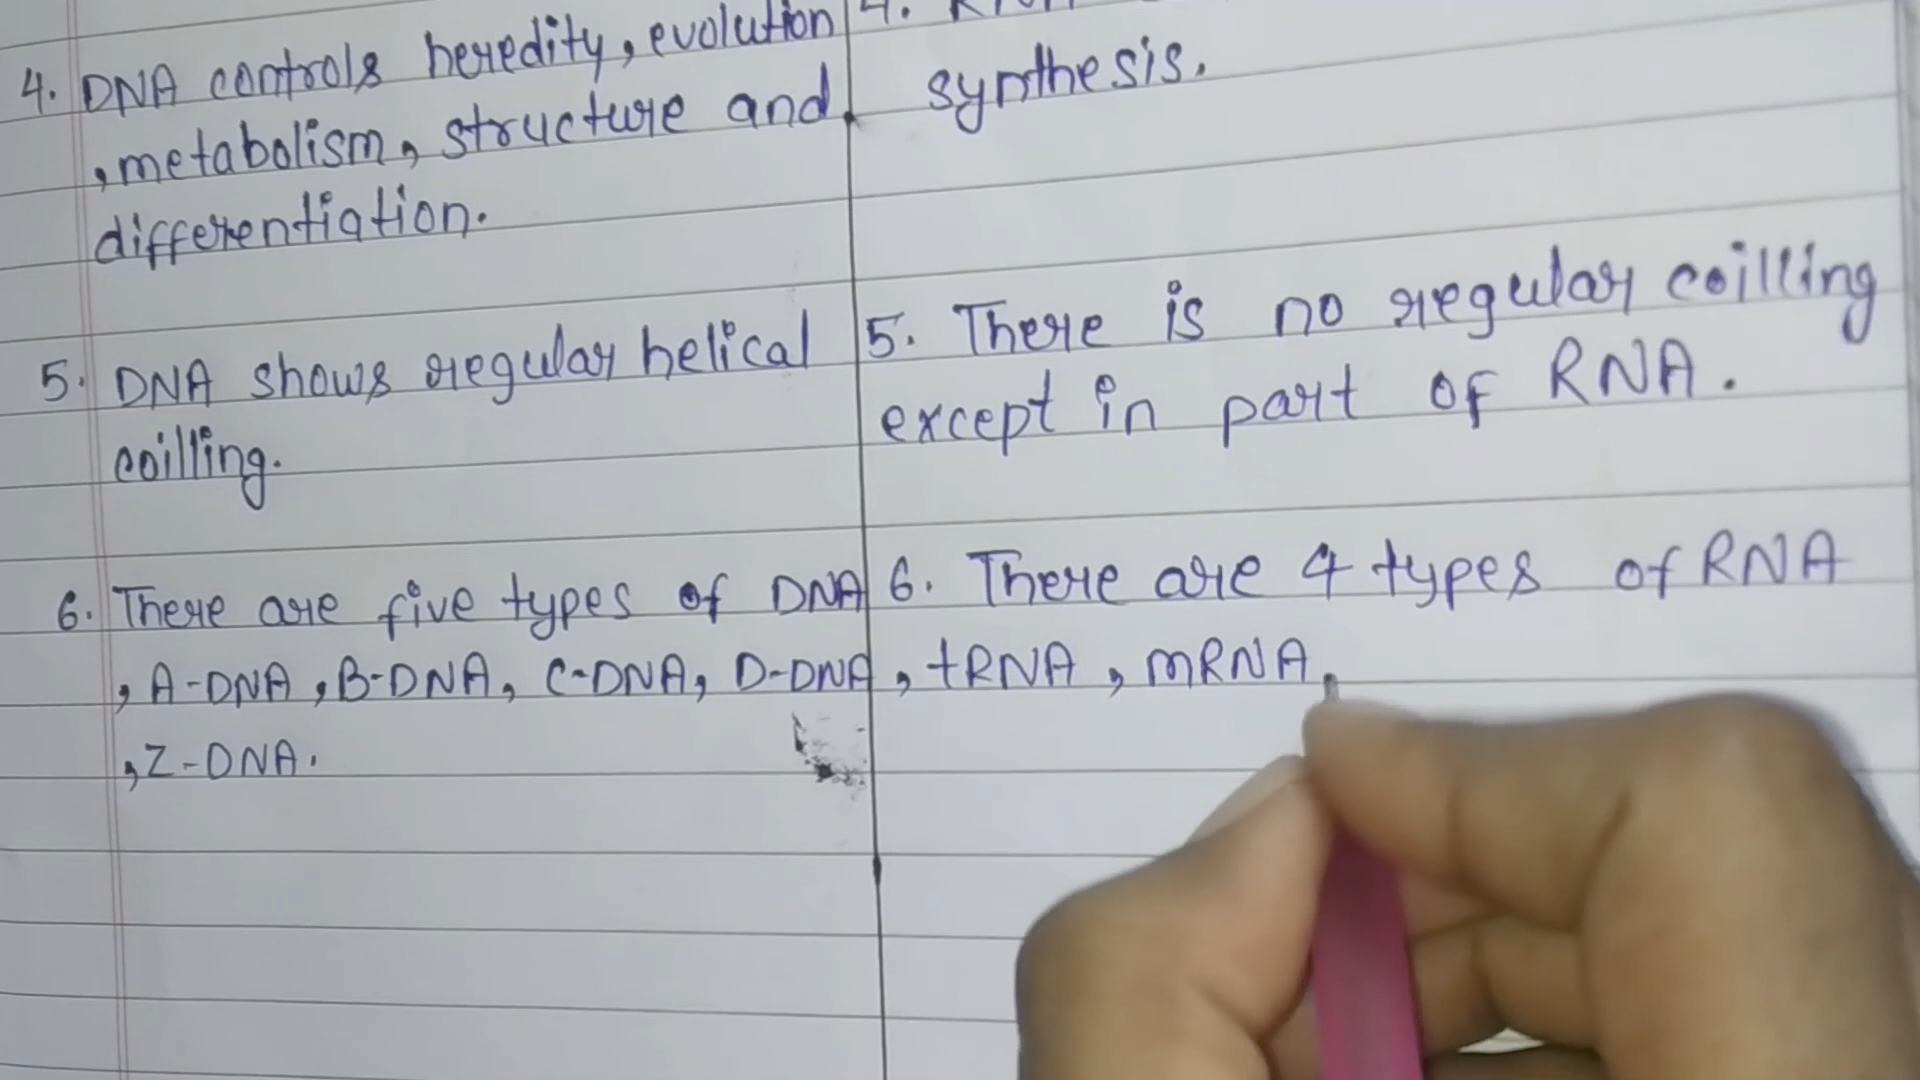 4. DNA controls heredity, evolution
, metabolism, structure and
differentiation.
4.
synthesis.
5. DNA shows regular helical
coilling.
5. There is no regular coilling
except in part of RNA.
6. There are five types of DNA
, A-DNA, B-DNA, C-DNA, D-DNA
, Z-DNA.
6. There are 4 types of RNA
, tRNA, mRNA,